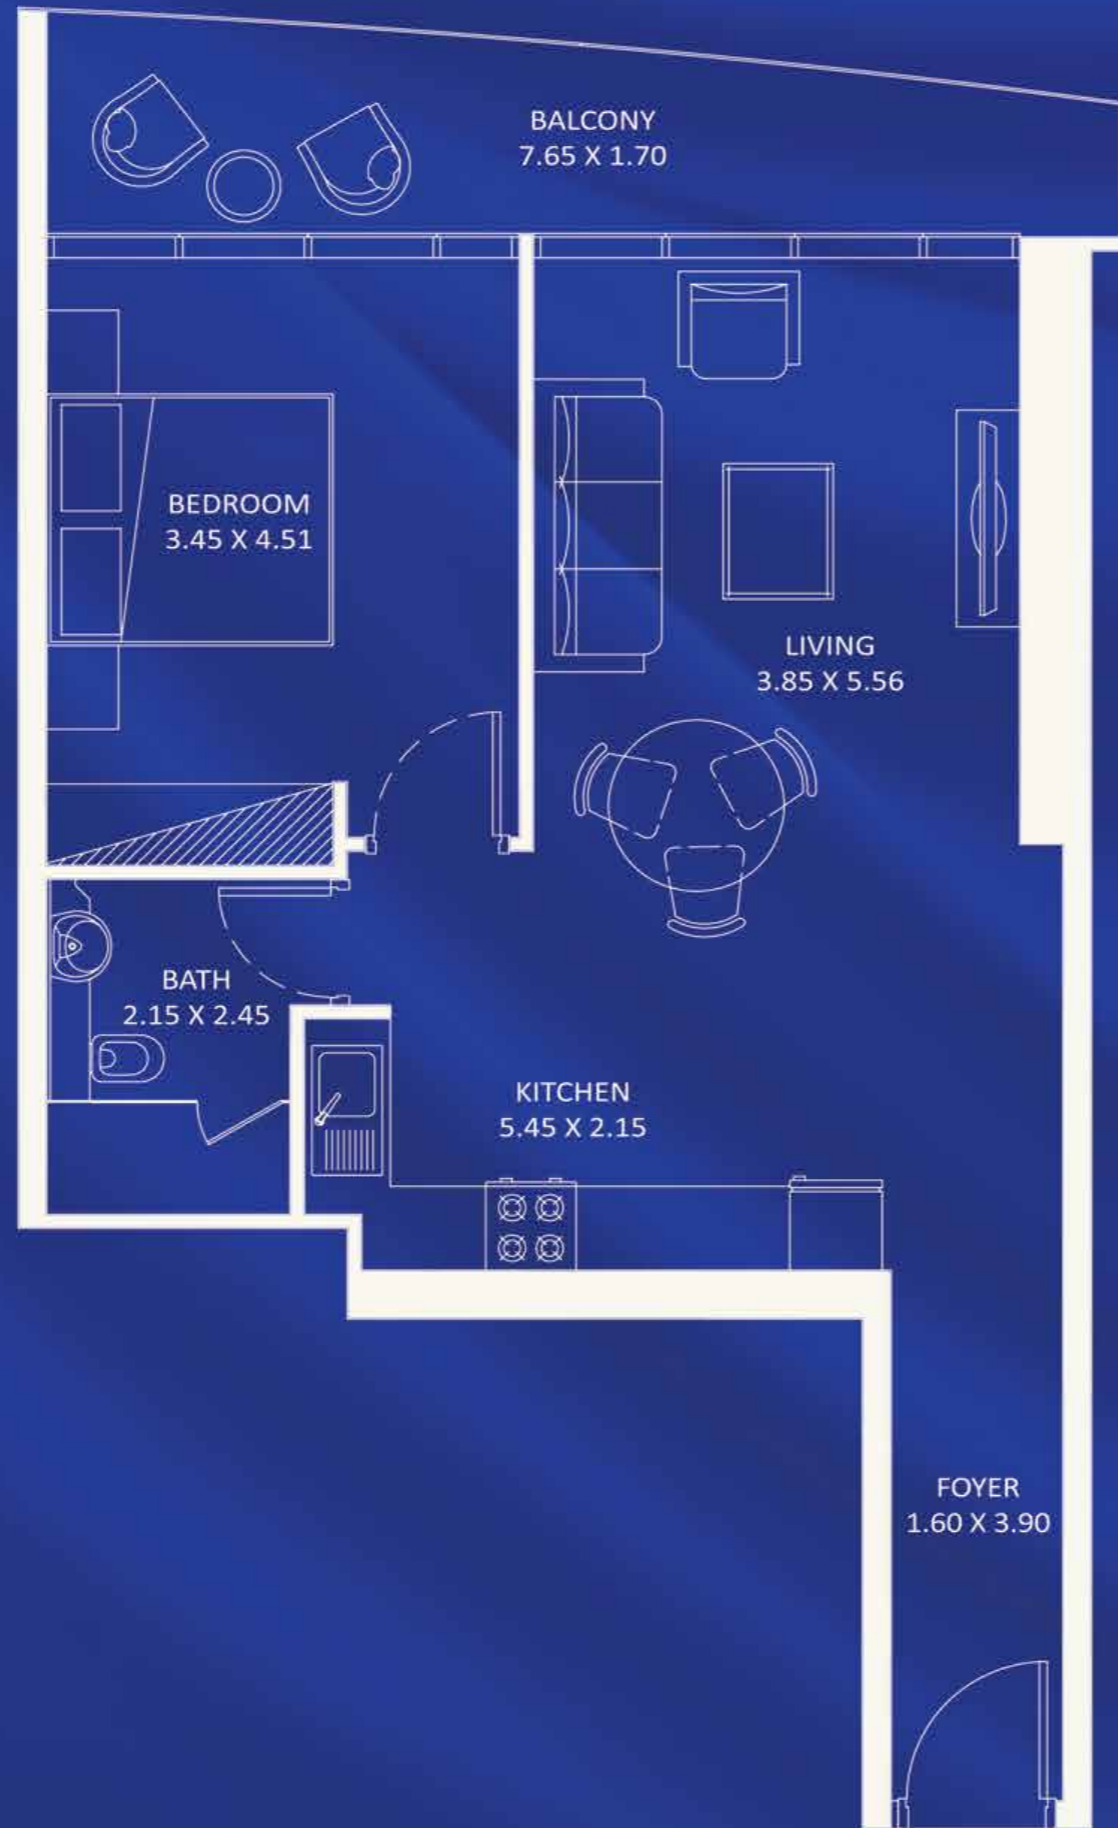 BALCONY
7.65 X 1.70
BEDROOM
3.45 X 4.51
LIVING
3.85 X 5.56
BATH
2.15 X 2.45
KITCHEN
5.45 X 2.15
FOYER
1.60 X 3.90